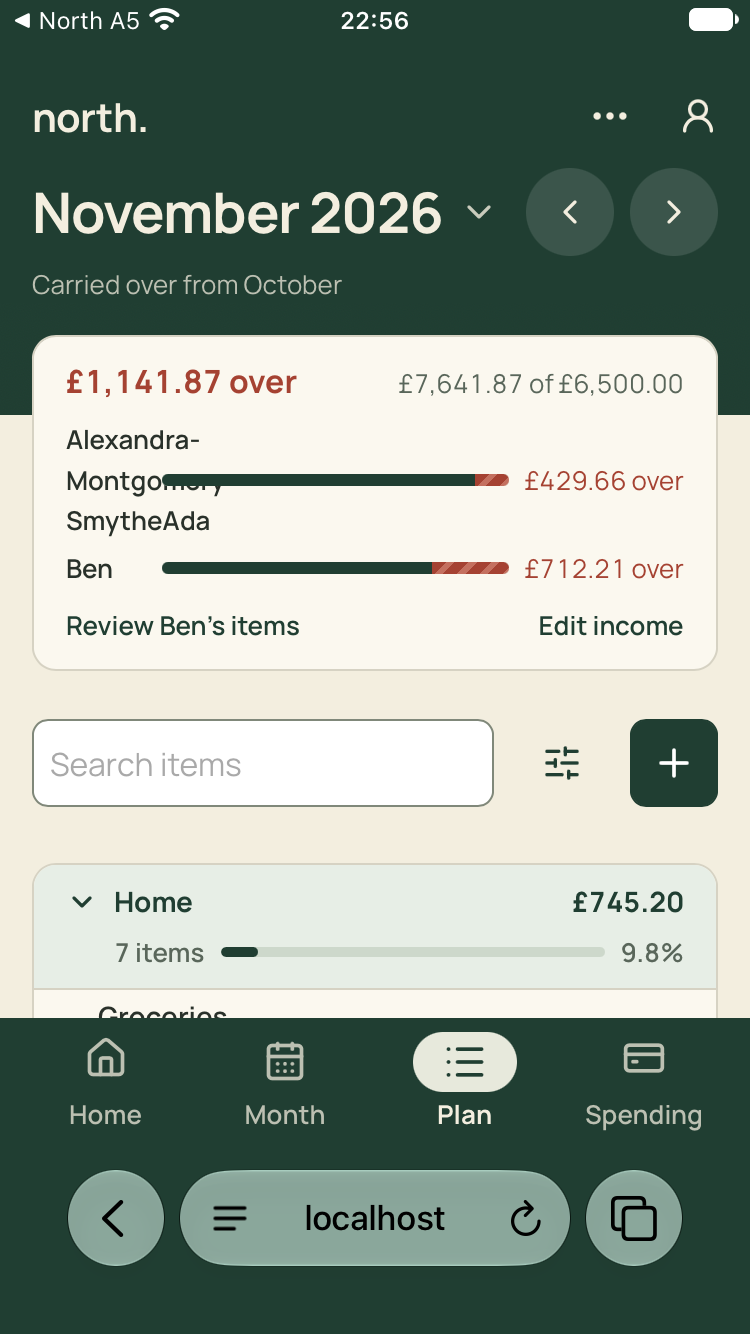 North A5
22:56
north.
November 2026
Carried over from October
£1,141.87 over
£7,641.87 of £6,500.00
Alexandra-
Montgomery
SmytheAda
£429.66 over
Ben
£712.21 over
Review Ben's items
Edit income
Search items
Home
£745.20
7 items
9.8%
Groceries
Home
Month
Plan
Spending
localhost